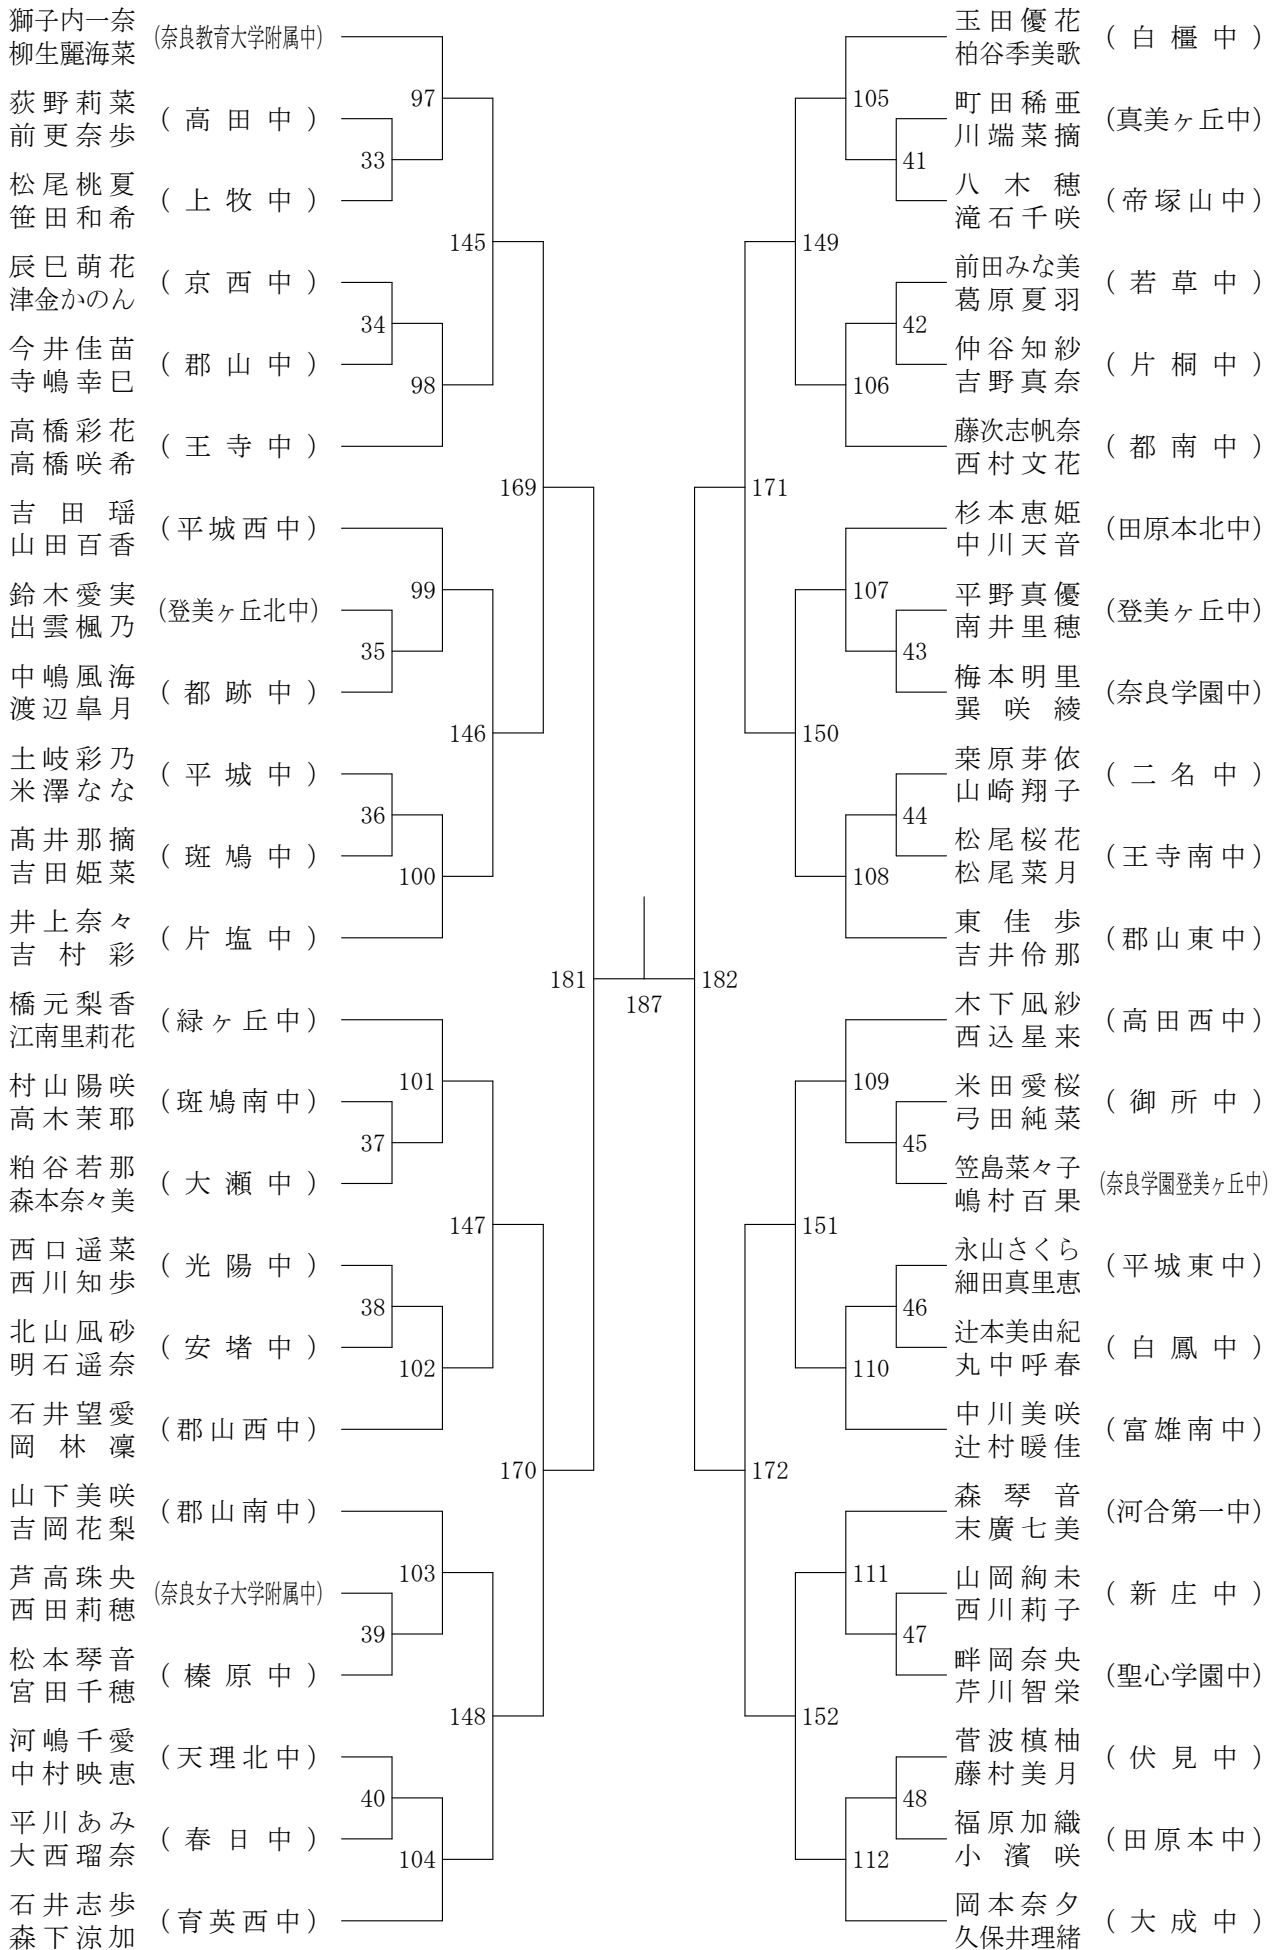 獅子内一奈
柳生麗海菜
(奈良教育大学附属中)
荻野莉菜
前更奈歩
(高田中)
松尾桃夏
笹田和希
(上牧中)
辰巳萌花
津金かのん
(京西中)
今井佳苗
寺嶋幸巳
(郡山中)
高橋彩花
高橋咲希
(王寺中)
吉田瑶
山田百香
(平城西中)
鈴木愛実
出雲楓乃
(登美ヶ丘北中)
中嶋風海
渡辺皐月
(都跡中)
土岐彩乃
米澤なな
(平城中)
髙井那摘
吉田姫菜
(斑鳩中)
井上奈々
吉村彩
(片塩中)
橋元梨香
江南里莉花
(緑ヶ丘中)
村山陽咲
高木茉耶
(斑鳩南中)
粕谷若那
森本奈々美
(大瀬中)
西口遥菜
西川知歩
(光陽中)
北山凪砂
明石遥奈
(安堵中)
石井望愛
岡林凜
(郡山西中)
山下美咲
吉岡花梨
(郡山南中)
芦高珠央
西田莉穂
(奈良女子大学附属中)
松本琴音
宮田千穂
(榛原中)
河嶋千愛
中村映恵
(天理北中)
平川あみ
大西瑠奈
(春日中)
石井志歩
森下涼加
(育英西中)
97
33
145
34
98
169
99
35
146
36
100
181
101
37
147
38
102
170
103
39
148
40
104
187
182
105
41
149
42
106
171
107
43
150
44
108
109
45
151
46
110
172
111
47
152
48
112
玉田優花
柏谷季美歌
(白橿中)
町田稀亜
川端菜摘
(真美ヶ丘中)
八木穂
滝石千咲
(帝塚山中)
前田みな美
葛原夏羽
(若草中)
仲谷知紗
吉野真奈
(片桐中)
藤次志帆奈
西村文花
(都南中)
杉本恵姫
中川天音
(田原本北中)
平野真優
南井里穂
(登美ヶ丘中)
梅本明里
巽咲綾
(奈良学園中)
桒原芽依
山崎翔子
(二名中)
松尾桜花
松尾菜月
(王寺南中)
東佳歩
吉井伶那
(郡山東中)
木下凪紗
西込星来
(高田西中)
米田愛桜
弓田純菜
(御所中)
笠島菜々子
嶋村百果
(奈良学園登美ヶ丘中)
永山さくら
細田真里恵
(平城東中)
辻本美由紀
丸中呼春
(白鳳中)
中川美咲
辻村暖佳
(富雄南中)
森琴音
末廣七美
(河合第一中)
山岡絢未
西川莉子
(新庄中)
畔岡奈央
芹川智栄
(聖心学園中)
菅波槙柚
藤村美月
(伏見中)
福原加織
小濱咲
(田原本中)
岡本奈夕
久保井理緒
(大成中)